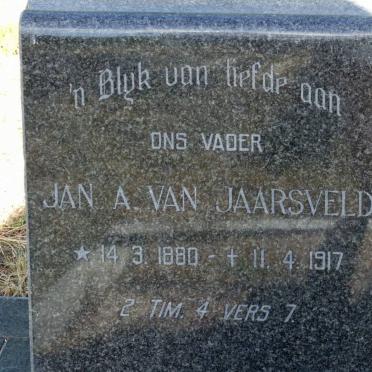 'n Blyk van liefde aan
ONS VADER
JAN A. VAN JAARSVELD
★ 14. 3. 1880 - ✝ 11. 4. 1917
2 TIM. 4 VERS 7.